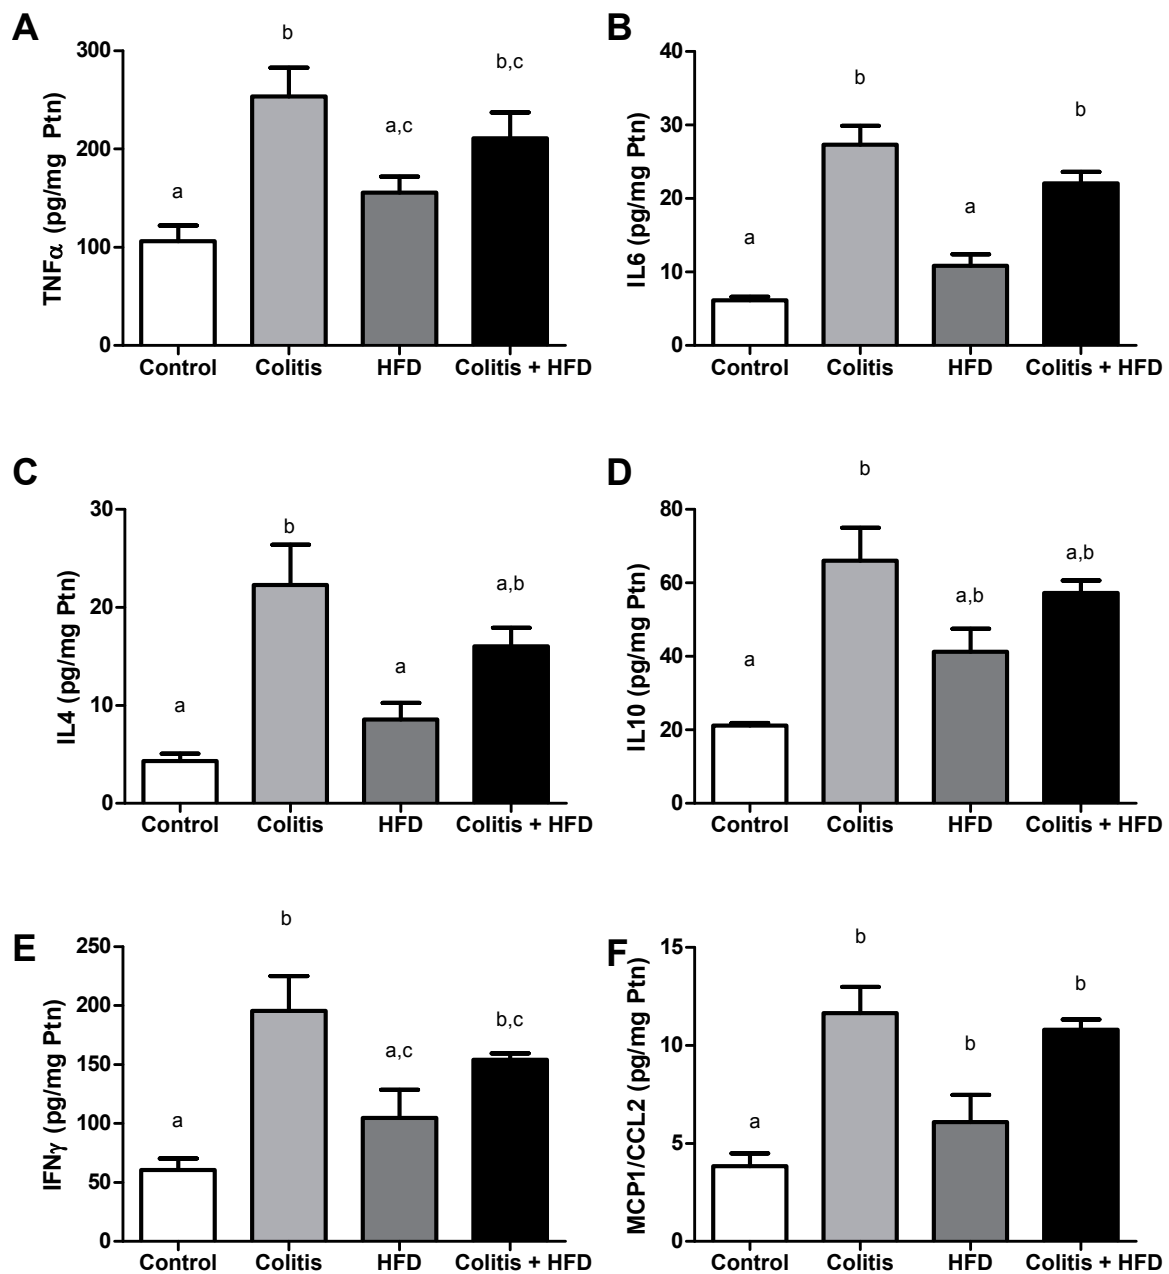 A
TNFα (pg/mg Ptn)
300
200
100
0
a
b
a,c
b,c
Control
Colitis
HFD
Colitis + HFD
B
IL6 (pg/mg Ptn)
40
30
20
10
0
a
b
a
b
Control
Colitis
HFD
Colitis + HFD
C
IL4 (pg/mg Ptn)
30
20
10
0
a
b
a
a,b
Control
Colitis
HFD
Colitis + HFD
D
IL10 (pg/mg Ptn)
80
60
40
20
0
a
b
a,b
a,b
Control
Colitis
HFD
Colitis + HFD
E
IFNγ (pg/mg Ptn)
250
200
150
100
50
0
a
b
a,c
b,c
Control
Colitis
HFD
Colitis + HFD
F
MCP1/CCL2 (pg/mg Ptn)
15
10
5
0
a
b
b
b
Control
Colitis
HFD
Colitis + HFD